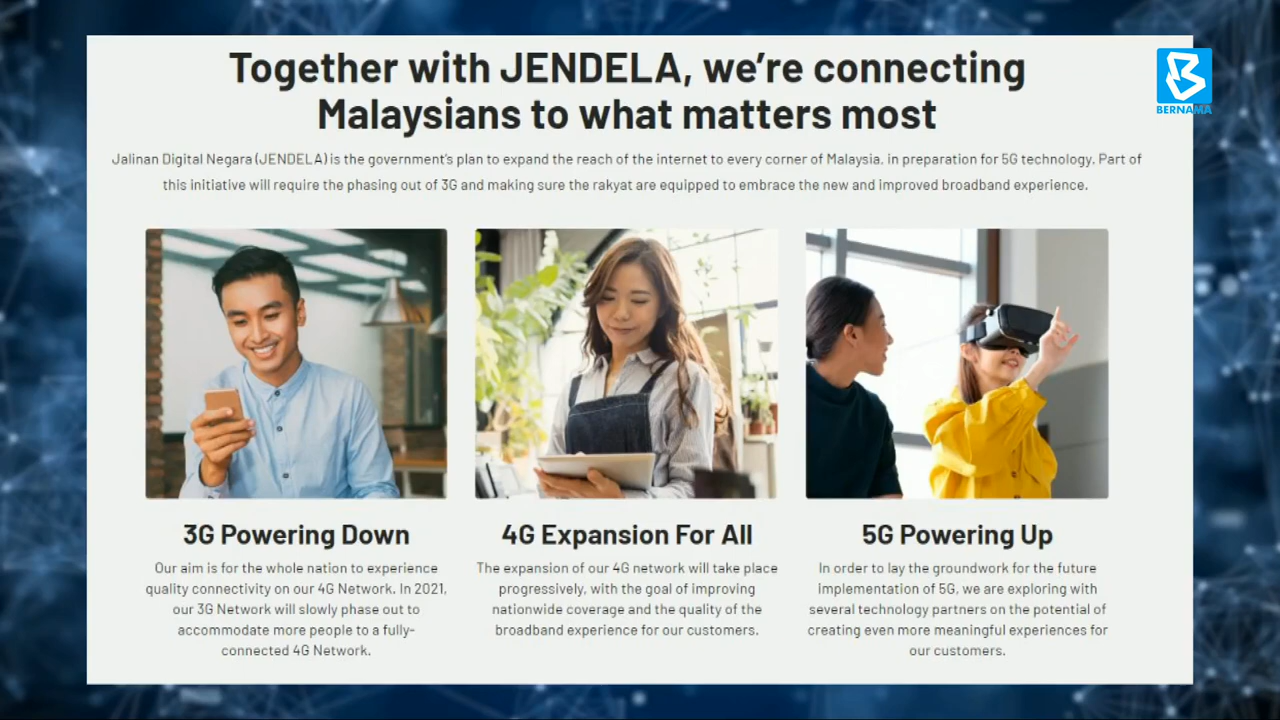 Together with JENDELA, we’re connecting
Malaysians to what matters most
BERNAMA
Jalinan Digital Negara (JENDELA) is the government's plan to expand the reach of the internet to every corner of Malaysia, in preparation for 5G technology. Part of
this initiative will require the phasing out of 3G and making sure the rakyat are equipped to embrace the new and improved broadband experience.
3G Powering Down
Our aim is for the whole nation to experience
quality connectivity on our 4G Network. In 2021,
our 3G Network will slowly phase out to
accommodate more people to a fully-
connected 4G Network.
4G Expansion For All
The expansion of our 4G network will take place
progressively, with the goal of improving
nationwide coverage and the quality of the
broadband experience for our customers.
5G Powering Up
In order to lay the groundwork for the future
implementation of 5G, we are exploring with
several technology partners on the potential of
creating even more meaningful experiences for
our customers.